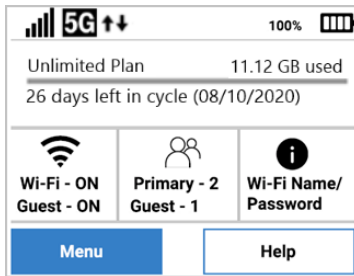 5G 100%
Unlimited Plan 11.12 GB used
26 days left in cycle (08/10/2020)
Wi-Fi - ON Primary - 2 Wi-Fi Name/
Guest - ON Guest - 1 Password
Menu Help